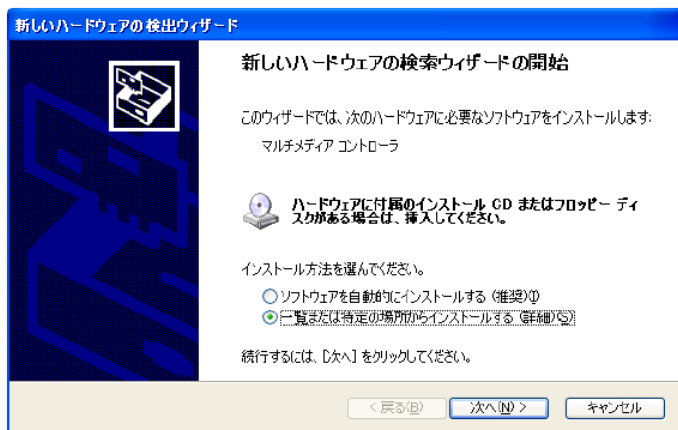 新しいハードウェアの検出ウィザード
新しいハードウェアの検索ウィザードの開始
このウィザードでは、次のハードウェアに必要なソフトウェアをインストールします:
マルチメディア コントローラ
ハードウェアに付属のインストール CD またはフロッピー ディ
スクがある場合は、挿入してください。
インストール方法を選んでください。
ソフトウェアを自動的にインストールする (推奨)(I)
一覧または特定の場所からインストールする (詳細)(S)
続行するには、[次へ] をクリックしてください。
< 戻る(B)
次へ(N) >
キャンセル